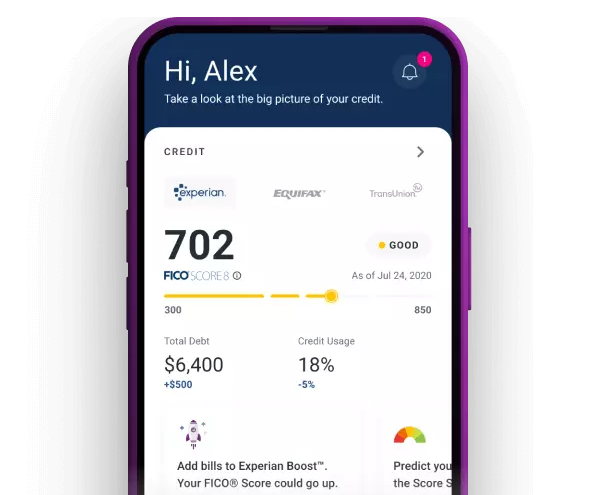 Hi, Alex
1
Take a look at the big picture of your credit.
CREDIT
experian.
EQUIFAX
TransUnion
tu
702
GOOD
FICO SCORE 8
As of Jul 24, 2020
300
850
Total Debt
Credit Usage
$6,400
18%
+$500
-5%
Add bills to Experian Boost™.
Your FICO® Score could go up.
Predict you
the Score S